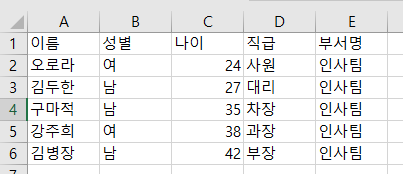 A B C D E
1 이름 성별 나이 직급 부서명
2 오로라 여 24 사원 인사팀
3 김두한 남 27 대리 인사팀
4 구마적 남 35 차장 인사팀
5 강주희 여 38 과장 인사팀
6 김병장 남 42 부장 인사팀